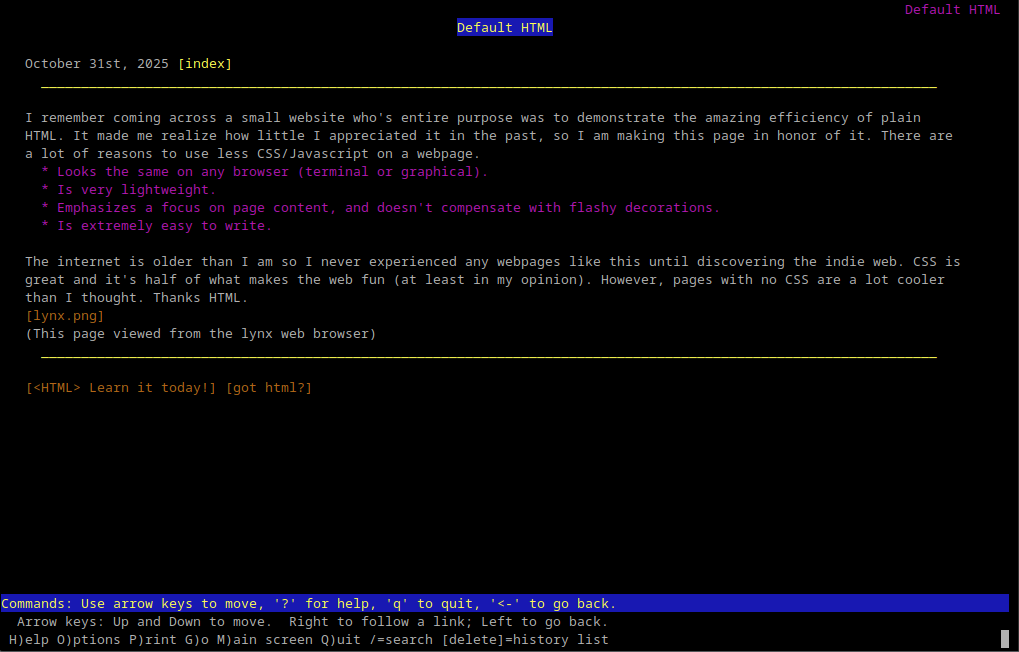 Default HTML
Default HTML
October 31st, 2025 [index]
I remember coming across a small website who's entire purpose was to demonstrate the amazing efficiency of plain
HTML. It made me realize how little I appreciated it in the past, so I am making this page in honor of it. There are
a lot of reasons to use less CSS/Javascript on a webpage.
* Looks the same on any browser (terminal or graphical).
* Is very lightweight.
* Emphasizes a focus on page content, and doesn't compensate with flashy decorations.
* Is extremely easy to write.
The internet is older than I am so I never experienced any webpages like this until discovering the indie web. CSS is
great and it's half of what makes the web fun (at least in my opinion). However, pages with no CSS are a lot cooler
than I thought. Thanks HTML.
[lynx.png]
(This page viewed from the lynx web browser)
[<HTML> Learn it today!] [got html?]
Commands: Use arrow keys to move, '?' for help, 'q' to quit, '<-' to go back.
Arrow keys: Up and Down to move.  Right to follow a link; Left to go back.
H)elp O)ptions P)rint G)o M)ain screen Q)uit /=search [delete]=history list